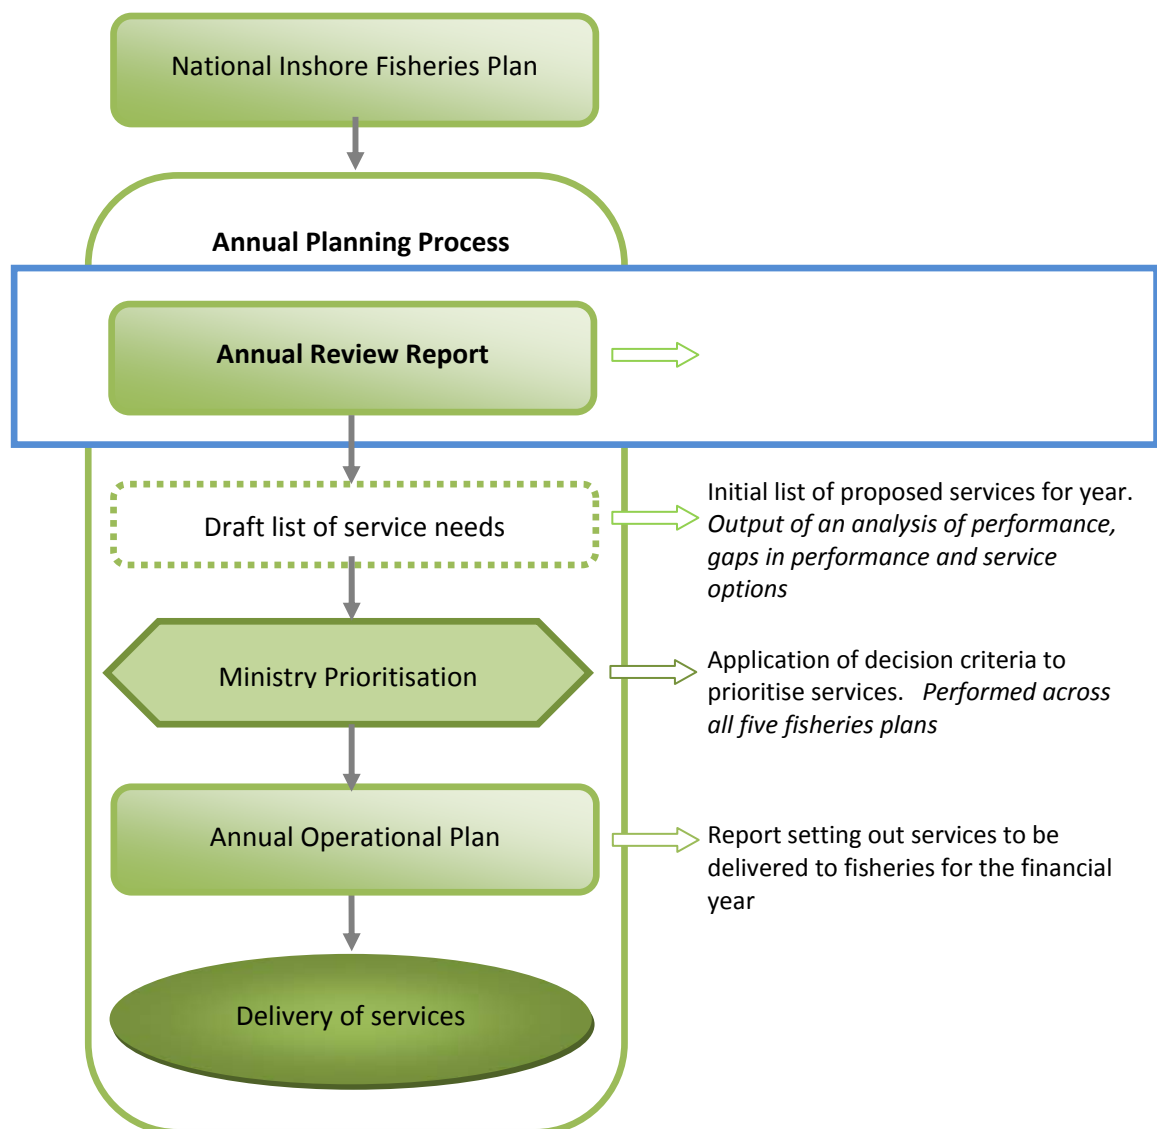 National Inshore Fisheries Plan
Annual Planning Process
Annual Review Report
Draft list of service needs
Initial list of proposed services for year.
Output of an analysis of performance,
gaps in performance and service
options
Ministry Prioritisation
Application of decision criteria to
prioritise services.   Performed across
all five fisheries plans
Annual Operational Plan
Report setting out services to be
delivered to fisheries for the financial
year
Delivery of services